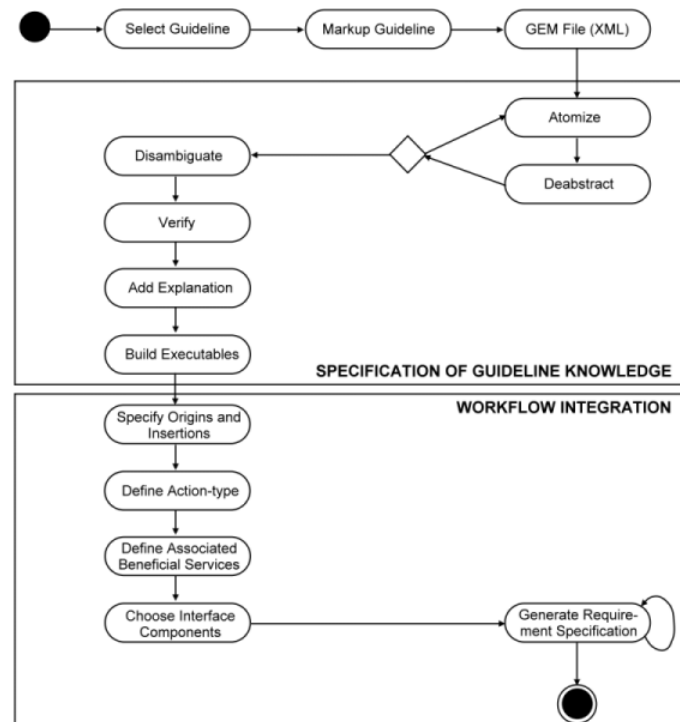 Select Guideline
Markup Guideline
GEM File (XML)
Atomize
Disambiguate
Deabstract
Verify
Add Explanation
Build Executables
SPECIFICATION OF GUIDELINE KNOWLEDGE
WORKFLOW INTEGRATION
Specify Origins and
Insertions
Define Action-type
Define Associated
Beneficial Services
Choose Interface
Components
Generate Require-
ment Specification